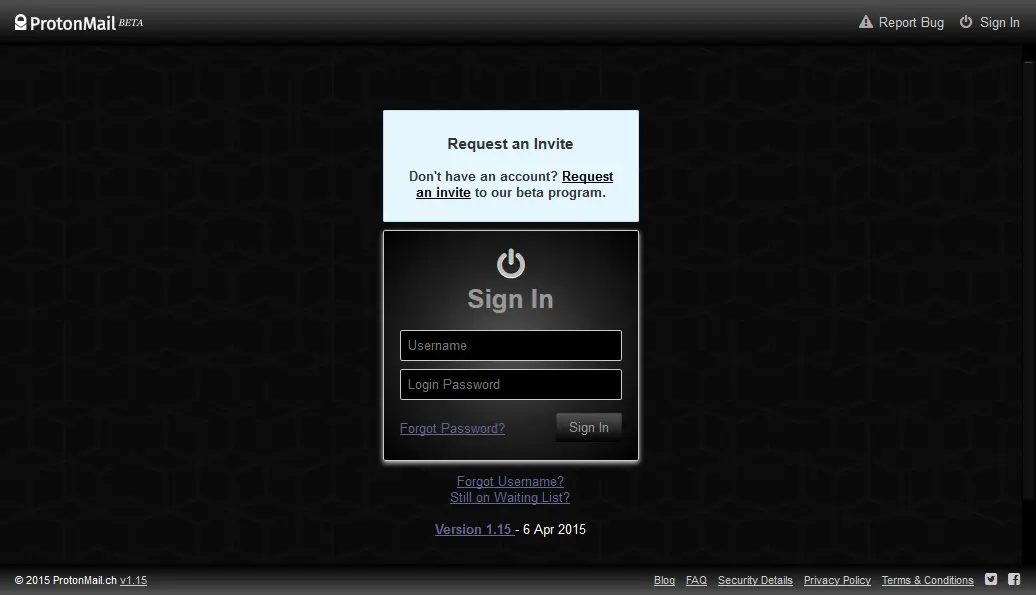 ProtonMail BETA
Report Bug Sign In
Request an Invite
Don't have an account? Request
an invite to our beta program.
Sign In
Username
Login Password
Forgot Password? Sign In
Forgot Username?
Still on Waiting List?
Version 1.15 - 6 Apr 2015
© 2015 ProtonMail.ch v1.15
Blog FAQ Security Details Privacy Policy Terms & Conditions